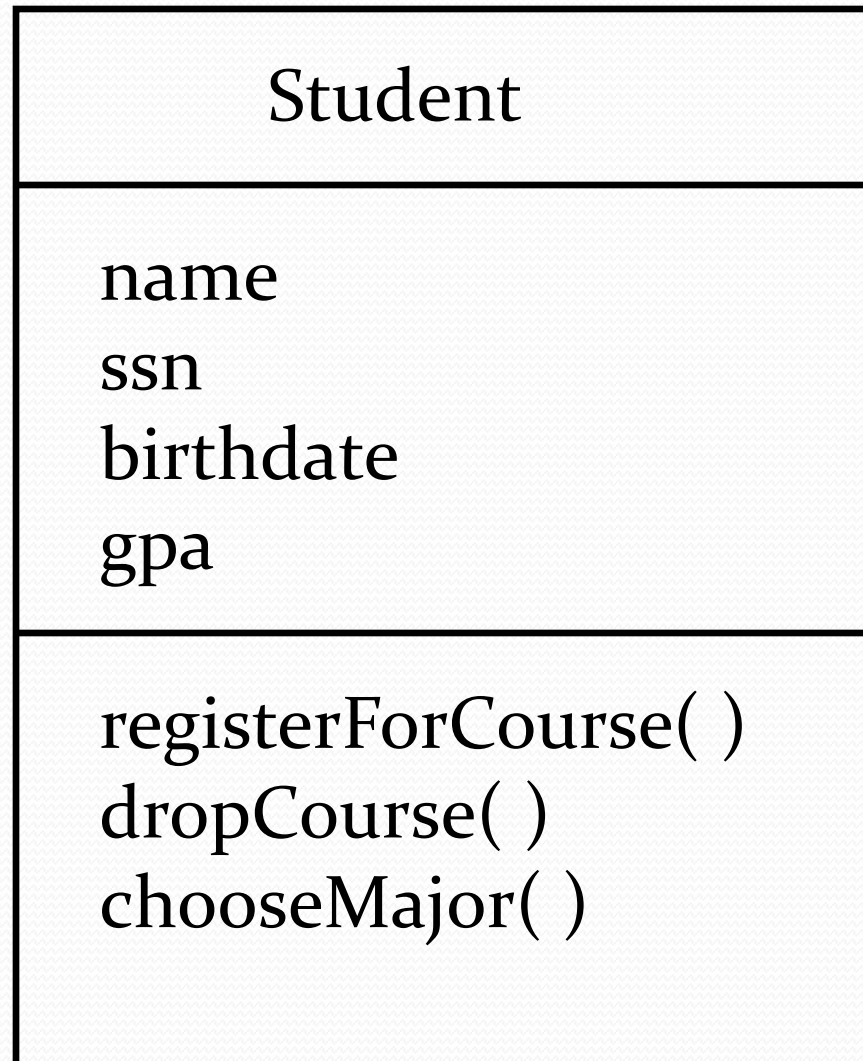 Student
name
ssn
birthdate
gpa
registerForCourse( )
dropCourse( )
chooseMajor( )